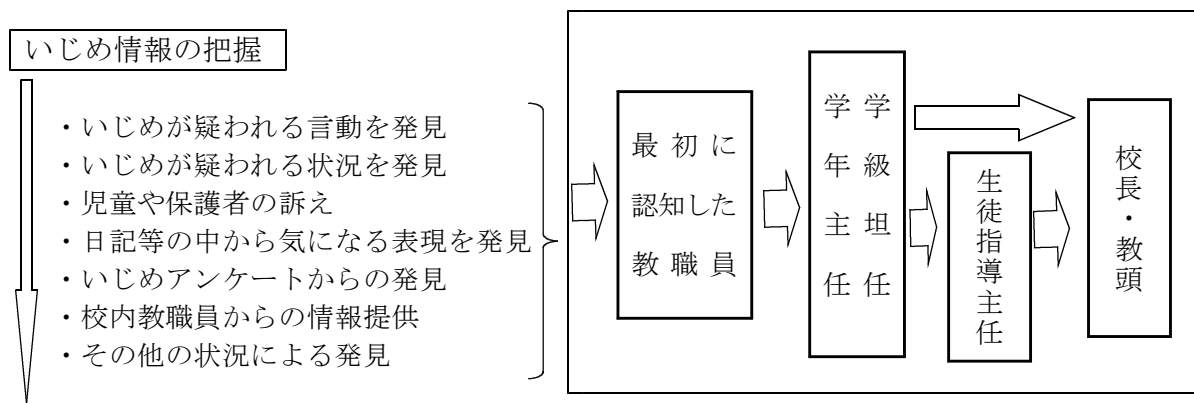 いじめ情報の把握
・いじめが疑われる言動を発見
・いじめが疑われる状況を発見
・児童や保護者の訴え
・日記等の中から気になる表現を発見
・いじめアンケートからの発見
・校内教職員からの情報提供
・その他の状況による発見
最初に
認知した
教職員
学級坦任
学年主任
生徒指導主任
校長・教頭